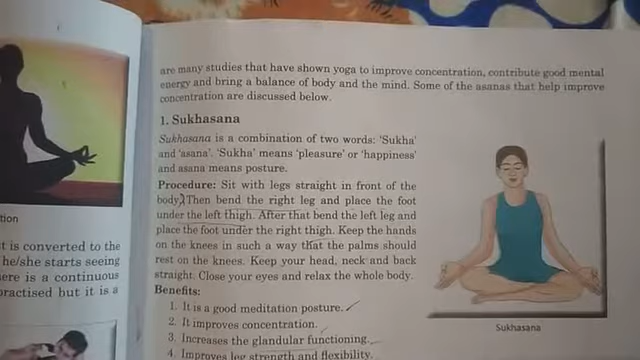 tion
t is converted to the
he/she starts seeing
ere is a continuous
practised but it is a
are many studies that have shown yoga to improve concentration, contribute good mental
energy and bring a balance of body and the mind. Some of the asanas that help improve
concentration are discussed below.
1. Sukhasana
Sukhasana is a combination of two words: 'Sukha'
and 'asana'. 'Sukha' means 'pleasure' or 'happiness'
and asana means posture.
Procedure: Sit with legs straight in front of the
body. Then bend the right leg and place the foot
under the left thigh. After that bend the left leg and
place the foot under the right thigh. Keep the hands
on the knees in such a way that the palms should
rest on the knees. Keep your head, neck and back
straight. Close your eyes and relax the whole body.
Benefits:
1. It is a good meditation posture.
2. It improves concentration.
3. Increases the glandular functioning.
4. Improves leg strength and flexibility.
Sukhasana